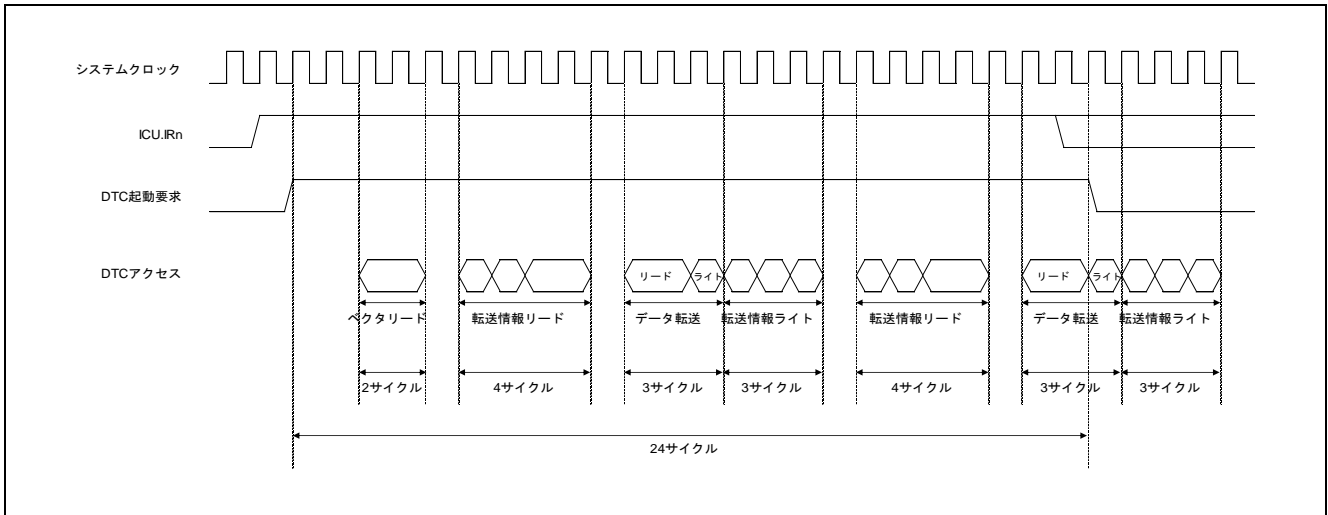 システムクロック
ICU.IRn
DTC起動要求
DTCアクセス
リード
ライト
リード
ライト
ベクタリード
転送情報リード
データ転送
転送情報ライト
転送情報リード
データ転送
転送情報ライト
2サイクル
4サイクル
3サイクル
3サイクル
4サイクル
3サイクル
3サイクル
24サイクル